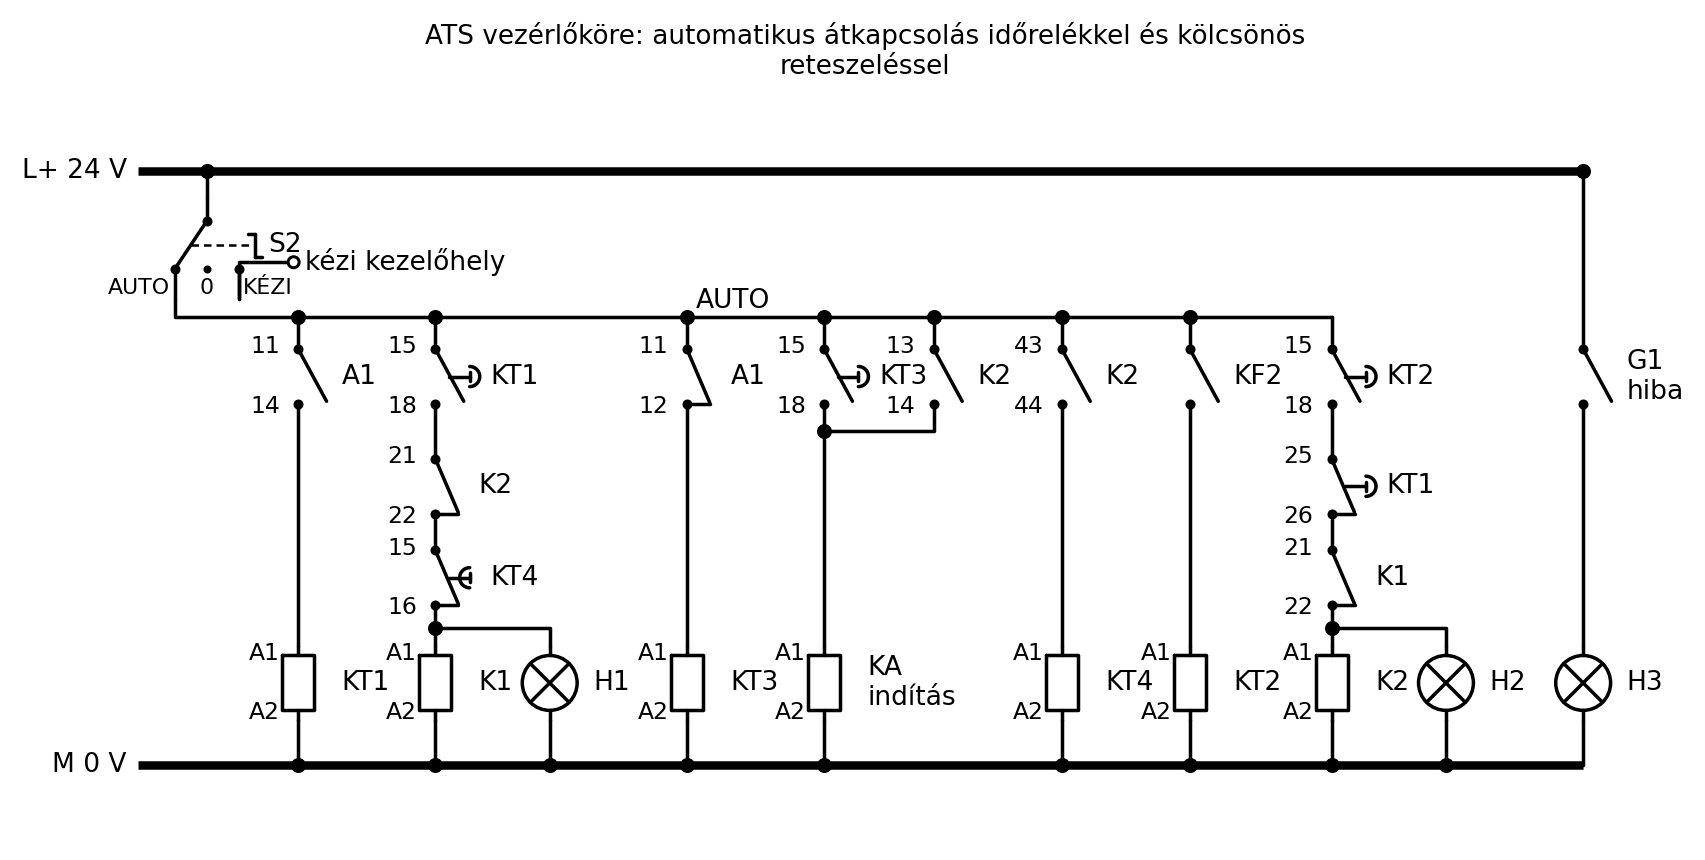 ATS vezérlőköre: automatikus átkapcsolás időrelékkel és kölcsönös
reteszeléssel
L+ 24 V
S2
kézi kezelőhely
AUTO 0 KÉZI
AUTO
11 15 11 15 13 43 15
A1 KT1 A1 KT3 K2 K2 KF2 KT2 G1
hiba
14 18 12 18 14 44 18
21 25
K2 KT1
22 26
15 21
KT4 K1
16 22
A1 A1 A1 A1 A1 A1 A1
KT1 K1 H1 KT3 KA
indítás
KT4 KT2 K2 H2 H3
A2 A2 A2 A2 A2 A2 A2
M 0 V